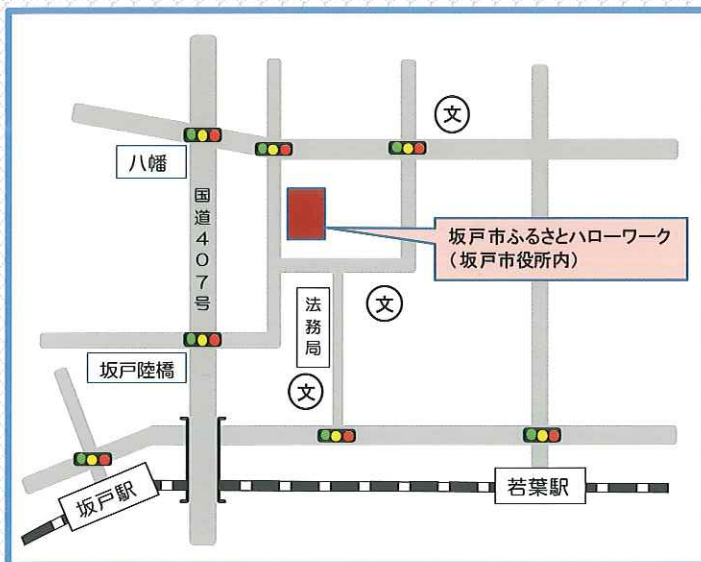 文
八幡
国道407号
坂戸市ふるさとハローワーク
(坂戸市役所内)
法務局
文
坂戸陸橋
文
坂戸駅
若葉駅